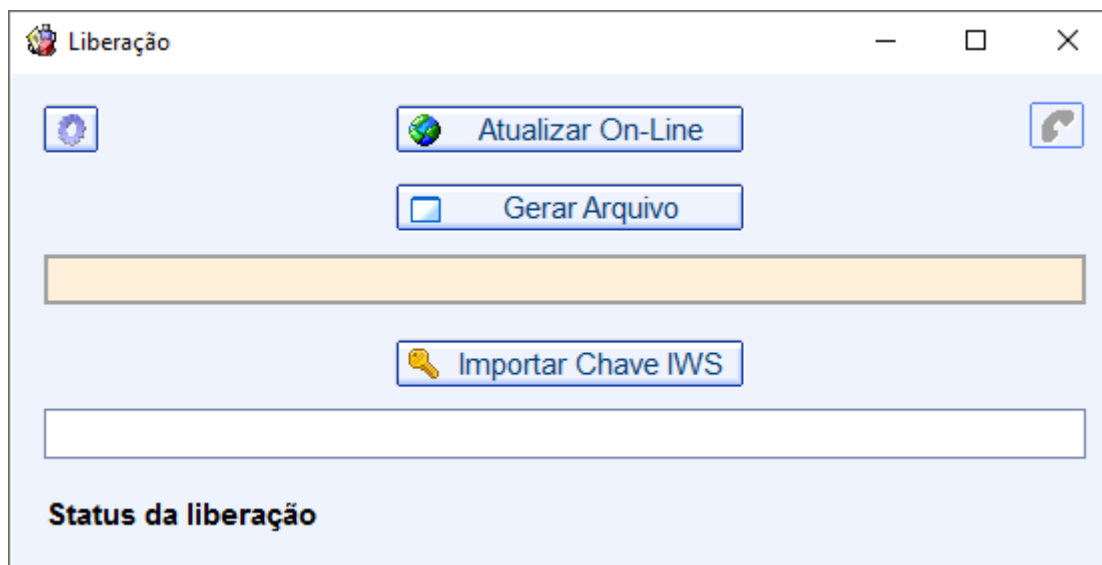 Liberação
Atualizar On-Line
Gerar Arquivo
Importar Chave IWS
Status da liberação